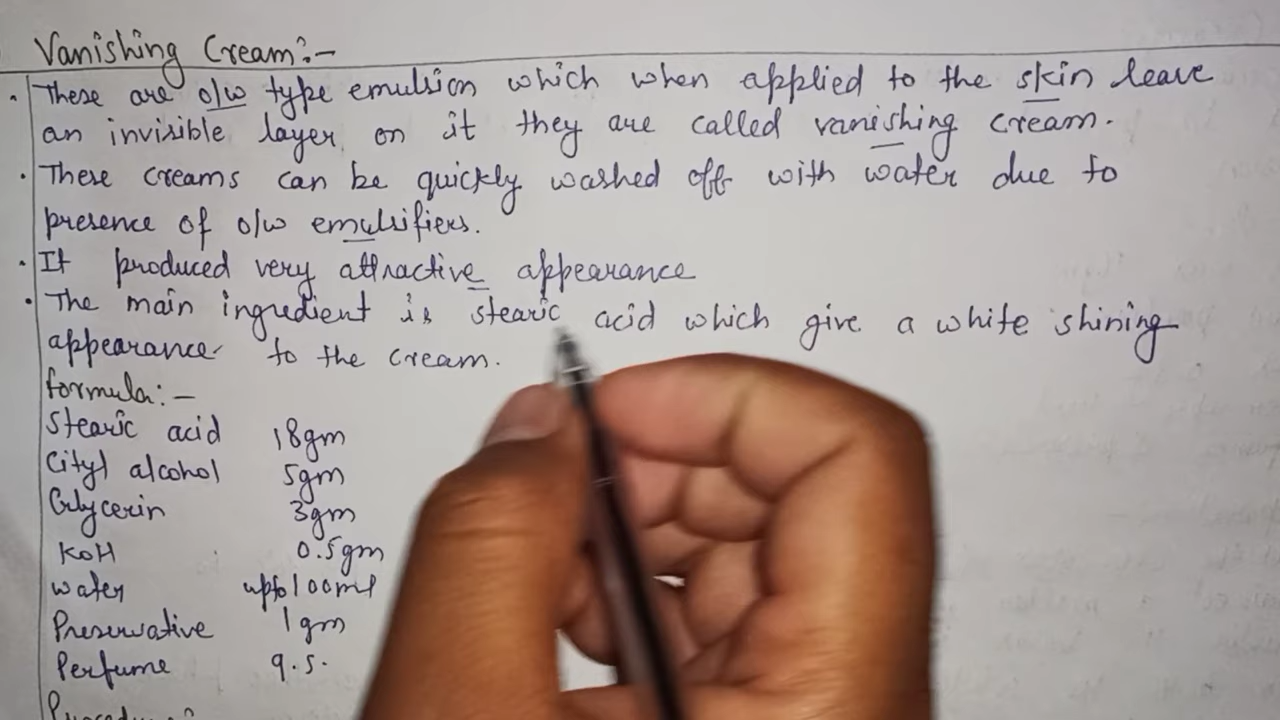 Vanishing Cream:-
· These are o/w type emulsion which when applied to the skin leave
an invisible layer on it they are called vanishing cream.
· These creams can be quickly washed off with water due to
presence of o/w emulsifiers.
· It produced very attractive appearance
· The main ingredient is stearic acid which give a white shining
appearance to the cream.
formula:-
Stearic acid 18gm
Cityl alcohol 5gm
Glycerin 3gm
KOH 0.5gm
water upto 100ml
Preservative 1gm
Perfume q.s.